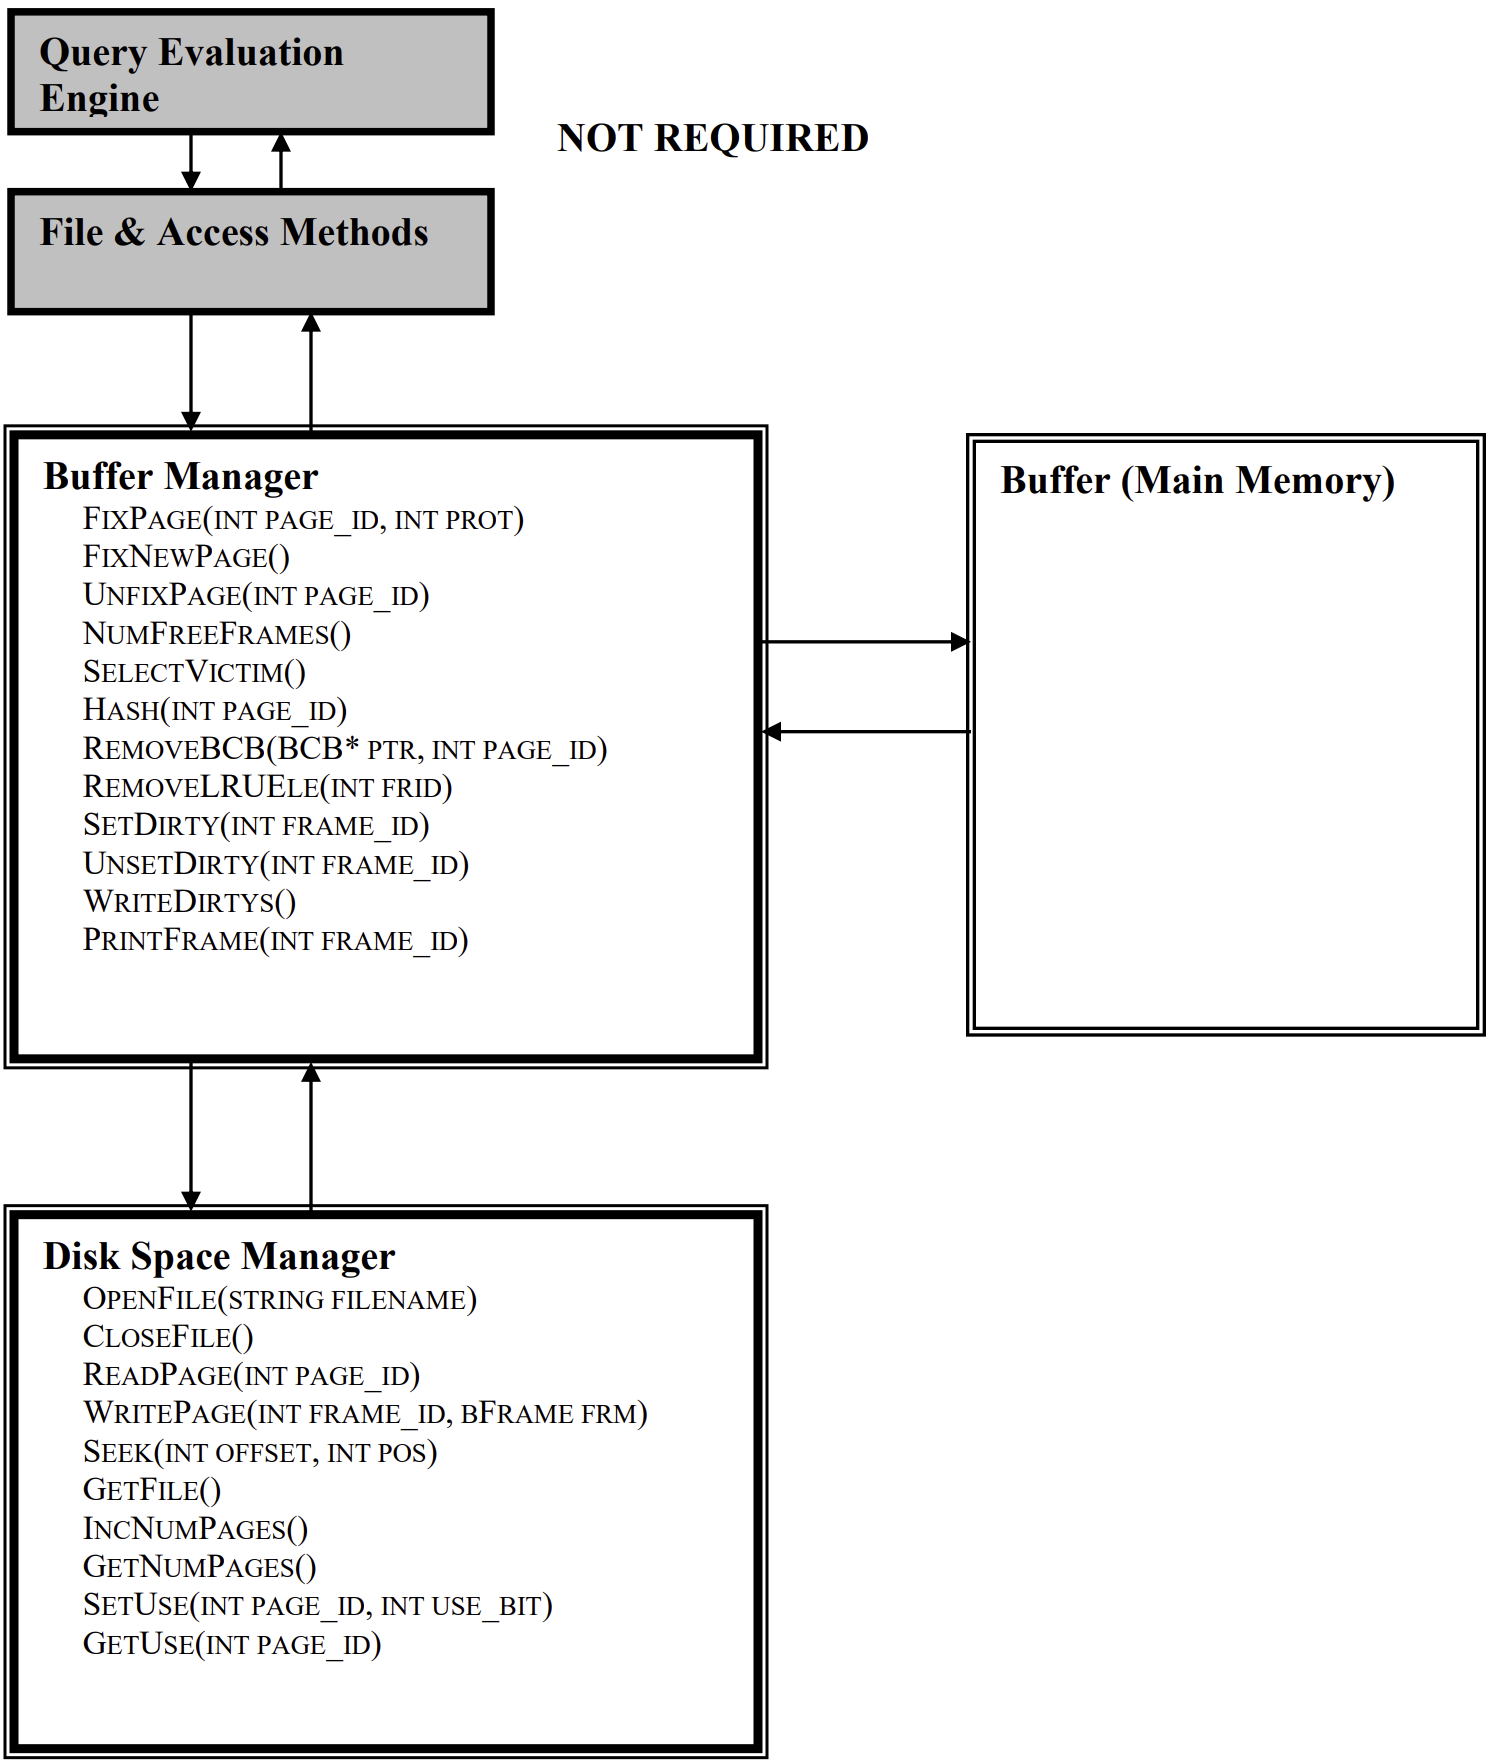 Query Evaluation
Engine
NOT REQUIRED
File & Access Methods
Buffer Manager
FIXPAGE(INT PAGE_ID, INT PROT)
FIXNEWPAGE()
UNFIXPAGE(INT PAGE_ID)
NUMFREEFRAMES()
SELECTVICTIM()
HASH(INT PAGE_ID)
REMOVEBCB(BCB* PTR, INT PAGE_ID)
REMOVELRUELE(INT FRID)
SETDIRTY(INT FRAME_ID)
UNSETDIRTY(INT FRAME_ID)
WRITEDIRTYS()
PRINTFRAME(INT FRAME_ID)
Buffer (Main Memory)
Disk Space Manager
OPENFILE(STRING FILENAME)
CLOSEFILE()
READPAGE(INT PAGE_ID)
WRITEPAGE(INT FRAME_ID, BFRAME FRM)
SEEK(INT OFFSET, INT POS)
GETFILE()
INCNUMPAGES()
GETNUMPAGES()
SETUSE(INT PAGE_ID, INT USE_BIT)
GETUSE(INT PAGE_ID)